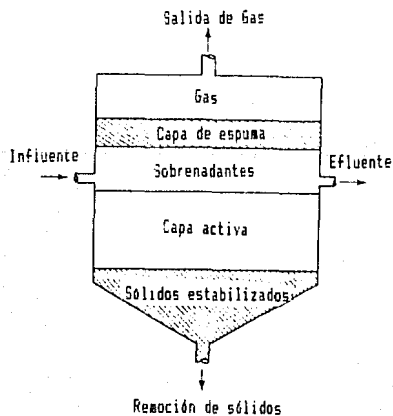 Salida de Gas
Gas
Capa de espuma
Influente
Efluente
Sobrenadantes
Capa activa
Sólidos estabilizados
Remoción de sólidos